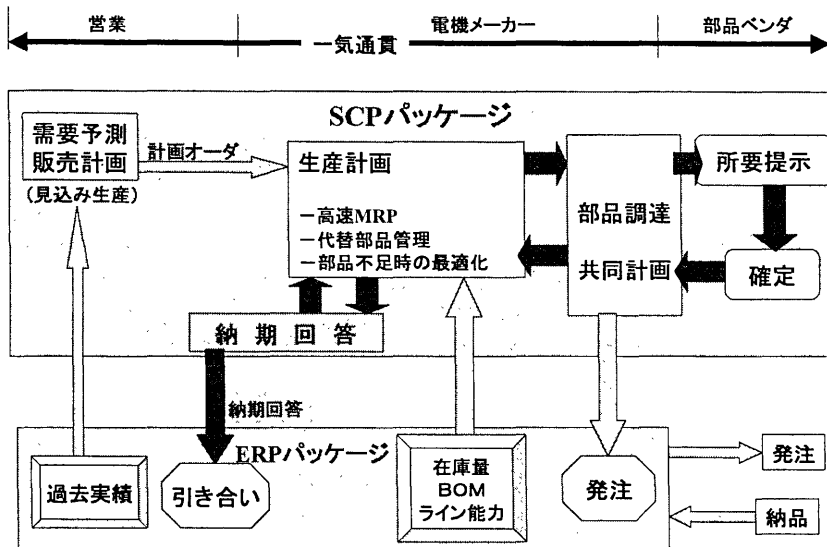 営業
電機メーカー
部品ベンダ
一気通貫
SCPパッケージ
需要予測
販売計画
(見込み生産)
計画オーダ
生産計画
－高速MRP
－代替部品管理
－部品不足時の最適化
部品調達
共同計画
所要提示
確定
納期回答
納期回答
ERPパッケージ
過去実績
引き合い
在庫量
BOM
ライン能力
発注
発注
納品